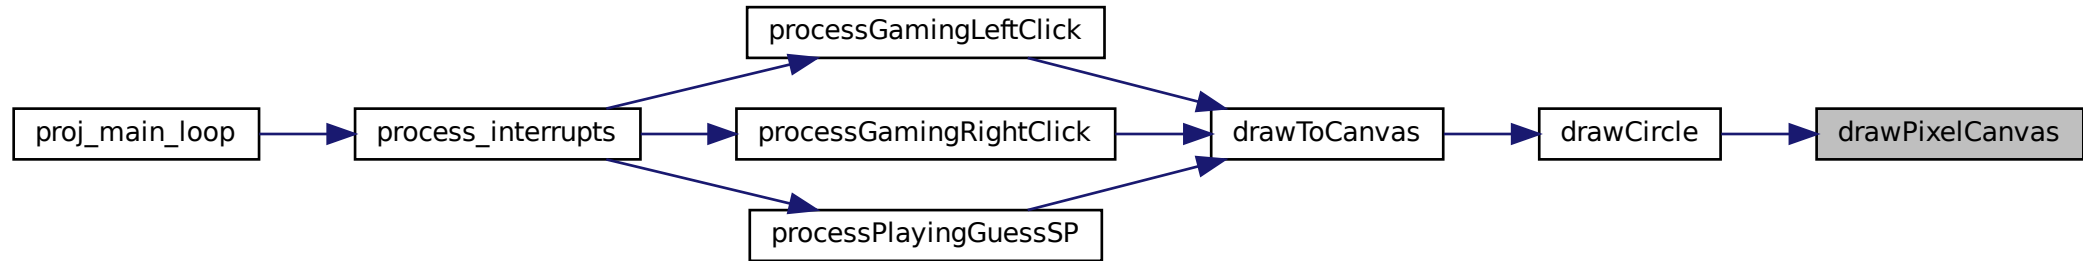 processGamingLeftClick
proj_main_loop
process_interrupts
processGamingRightClick
drawToCanvas
drawCircle
drawPixelCanvas
processPlayingGuessSP